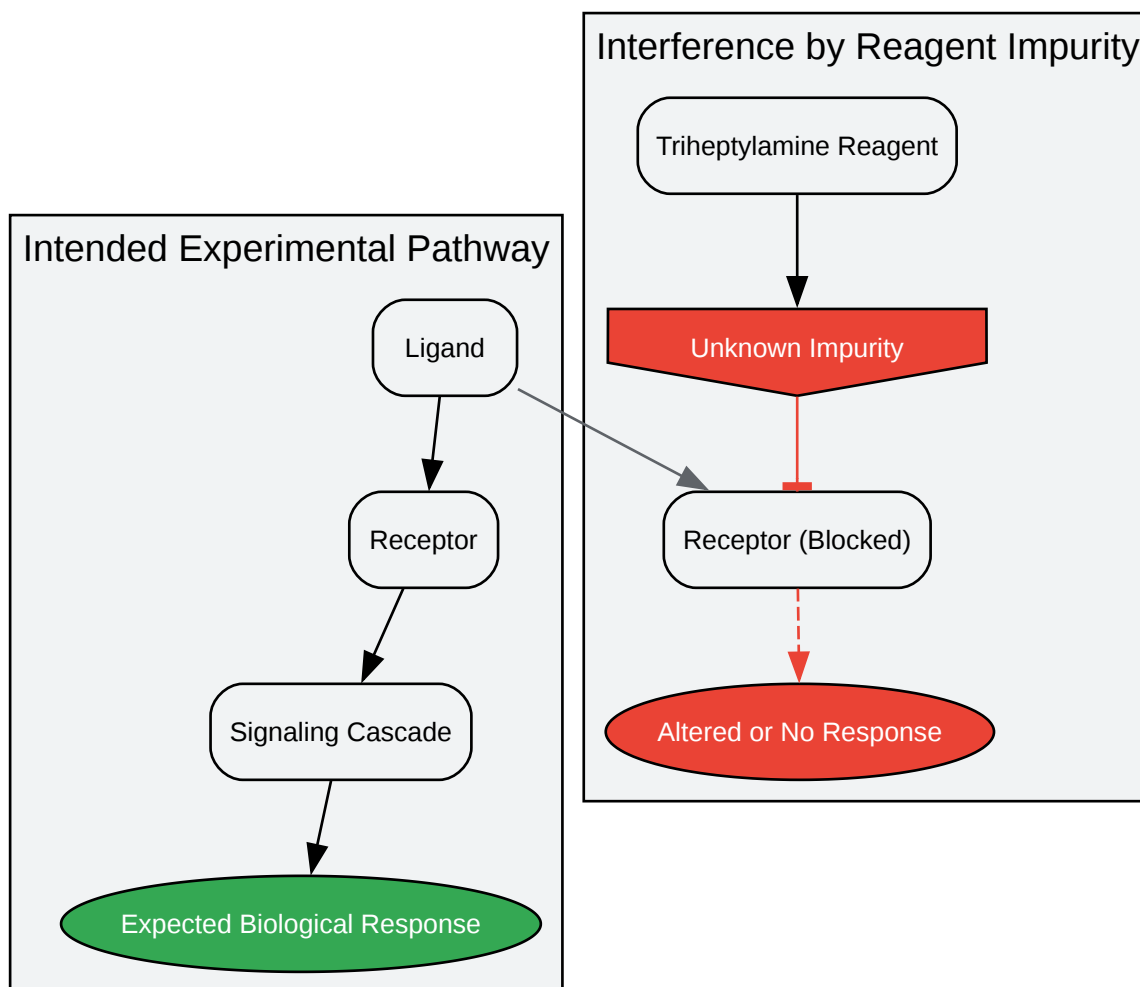 Interference by Reagent Impurity
Triheptylamine Reagent
Unknown Impurity
Receptor (Blocked)
Altered or No Response
Intended Experimental Pathway
Ligand
Receptor
Signaling Cascade
Expected Biological Response